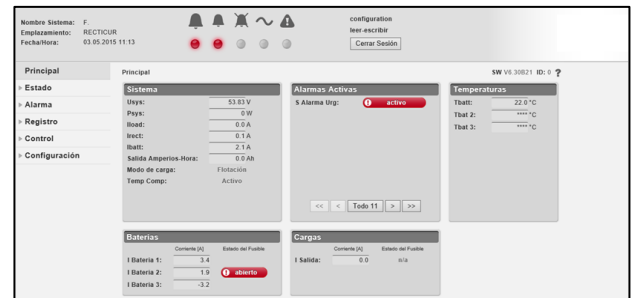 Nombre Sistema: F.
Emplazamiento: RECTICUR
Fecha/Hora: 03.05.2015 11:13
configuration
leer-escribir
Cerrar Sesión
Principal
Estado
Alarma
Registro
Control
Configuración
Principal
SW V6.30B21 ID: 0 ?
Sistema
Usys: 53.83 V
Psys: 0 W
Iload: 0.0 A
Irect: 0.1 A
Ibatt: 2.1 A
Salida Amperios-Hora: 0.0 Ah
Modo de carga: Flotación
Temp Comp: Activo
Alarmas Activas
S Alarma Urg: activo
<< < Todo 11 > >>
Temperaturas
Tbatt: 22.0 °C
Tbat 2: **** °C
Tbat 3: **** °C
Baterias
Corriente [A] Estado del Fusible
I Bateria 1: 3.4
I Bateria 2: 1.9 abierto
I Bateria 3: -3.2
Cargas
Corriente [A] Estado del Fusible
I Salida: 0.0 n/a